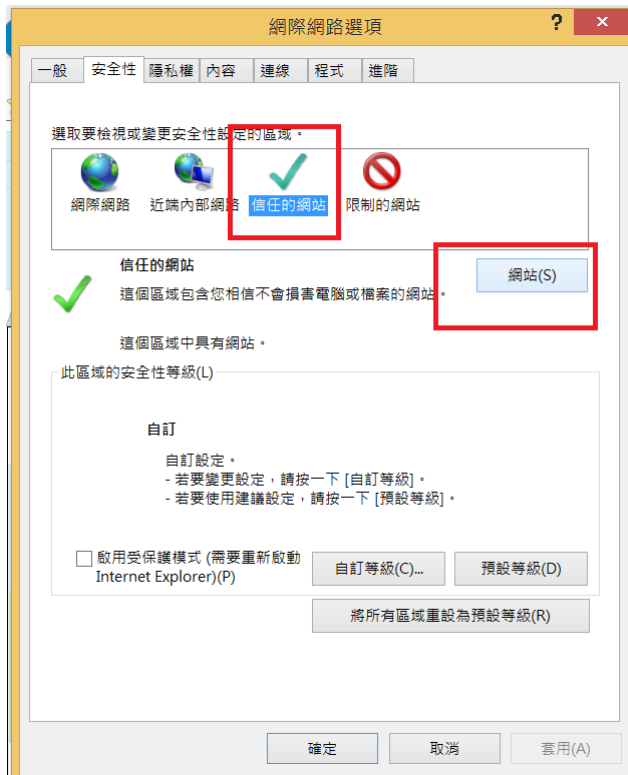 網際網路選項
?
一般 安全性 隱私權 內容 連線 程式 進階
選取要檢視或變更安全性設定的區域。
網際網路 近端內部網路 信任的網站 限制的網站
信任的網站
網站(S)
這個區域包含您相信不會損害電腦或檔案的網站。
這個區域中具有網站。
此區域的安全性等級(L)
自訂
自訂設定。
- 若要變更設定，請按一下 [自訂等級]。
- 若要使用建議設定，請按一下 [預設等級]。
啟用受保護模式 (需要重新啟動
Internet Explorer)(P)
自訂等級(C)... 預設等級(D)
將所有區域重設為預設等級(R)
確定 取消 套用(A)